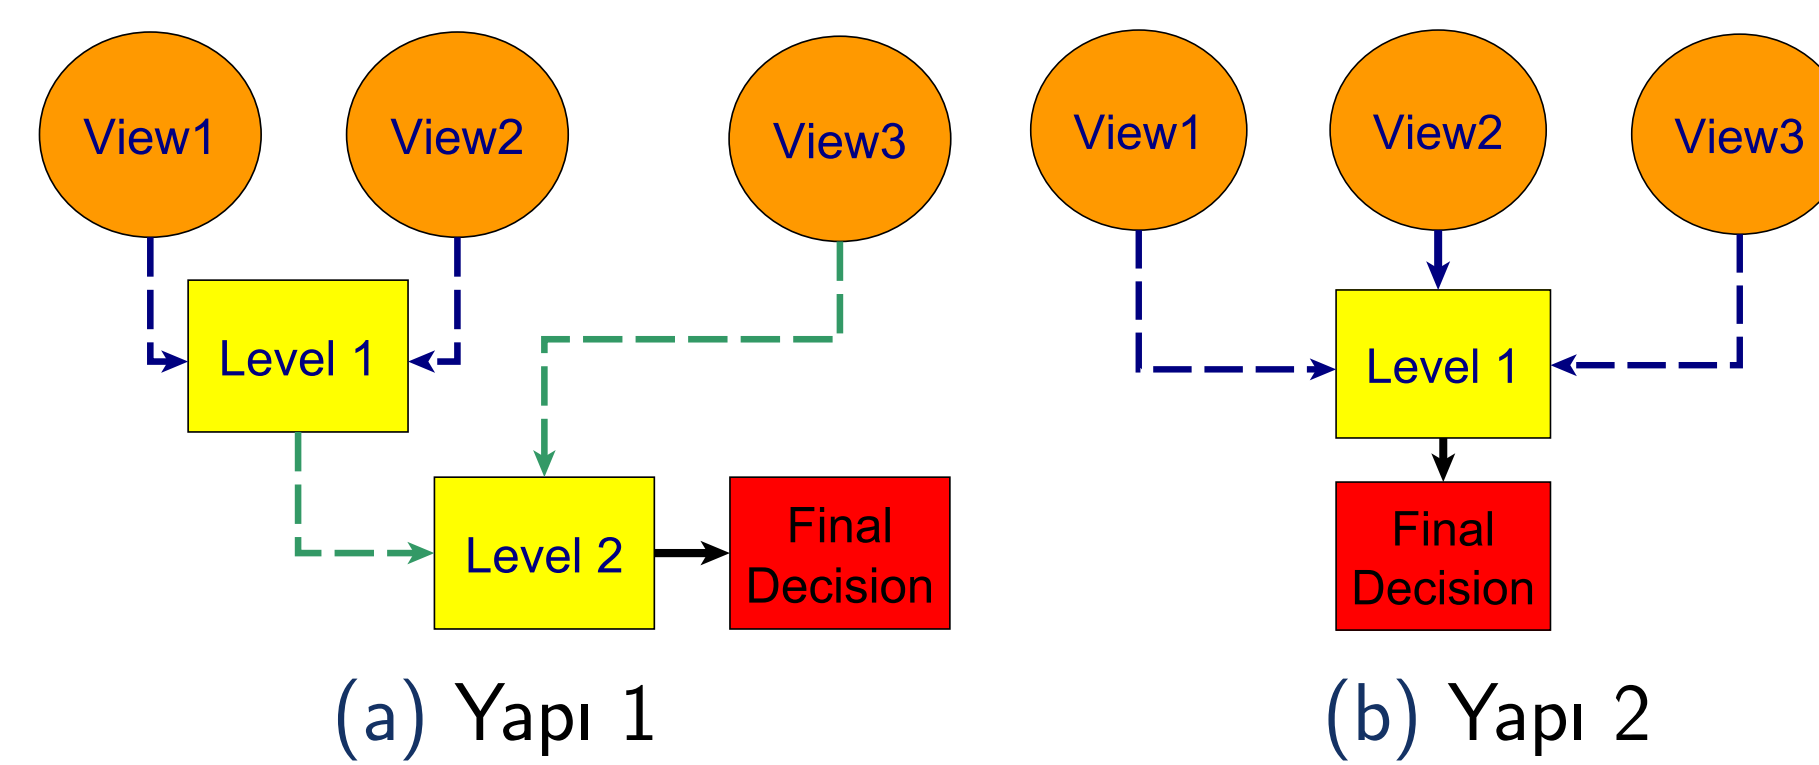 View1
View2
View3
Level 1
Level 2
Final
Decision
(a) Yapı 1
View1
View2
View3
Level 1
Final
Decision
(b) Yapı 2